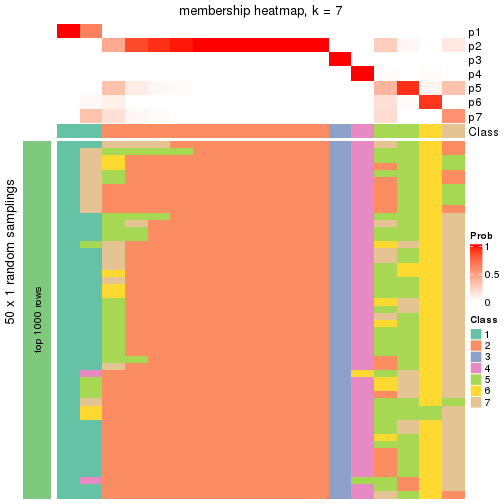 membership heatmap, k = 7
p1
p2
p3
p4
p5
p6
p7
Class
50 x 1 random samplings
top 1000 rows
Prob
1
0.5
0
Class
1
2
3
4
5
6
7